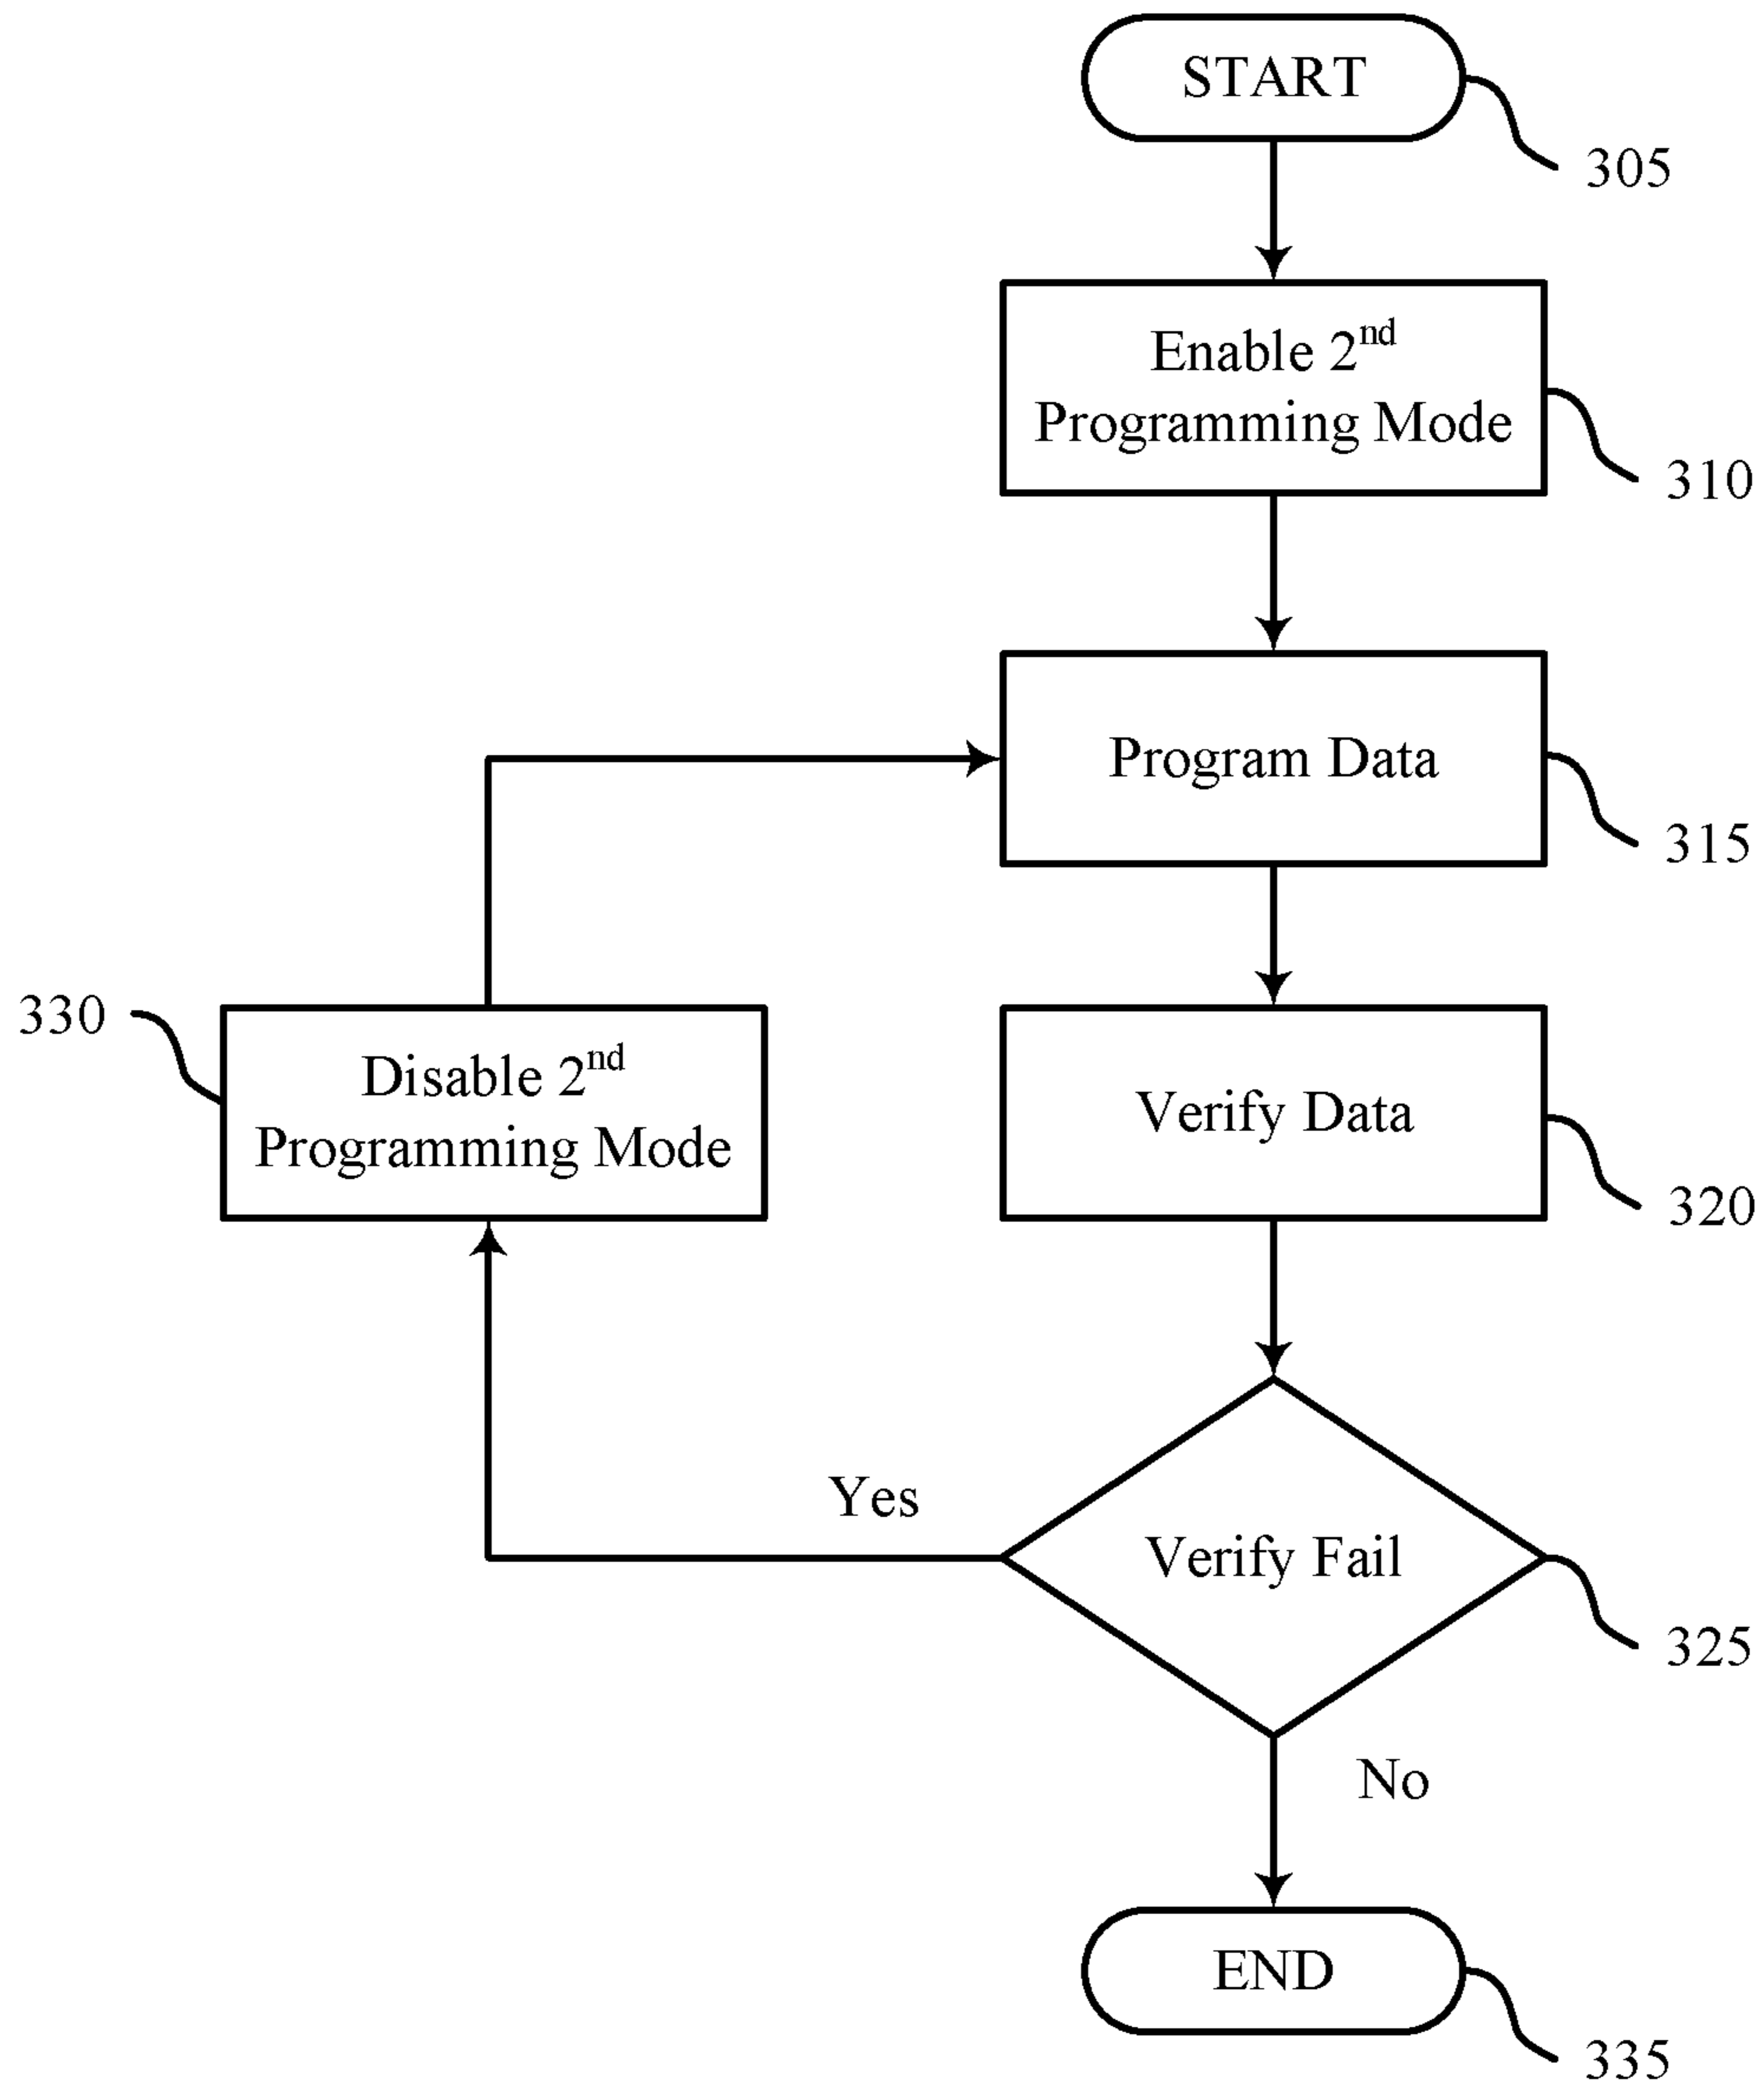 START
305
Enable 2nd
Programming Mode
310
Program Data
315
330
Disable 2nd
Programming Mode
Verify Data
320
Yes
Verify Fail
325
No
END
335